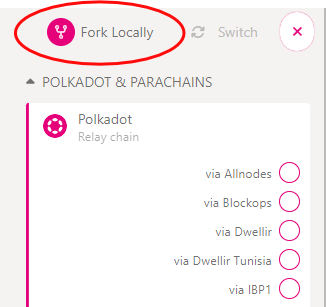 Fork Locally Switch
POLKADOT & PARACHAINS
Polkadot
Relay chain
via Allnodes
via Blockops
via Dwellir
via Dwellir Tunisia
via IBP1